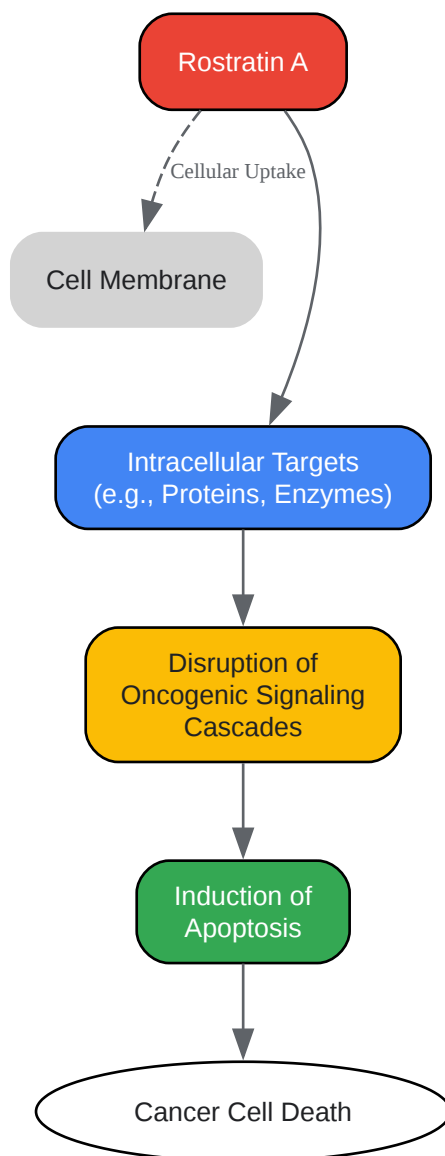 Rostratin A
Cellular Uptake
Cell Membrane
Intracellular Targets
(e.g., Proteins, Enzymes)
Disruption of
Oncogenic Signaling
Cascades
Induction of
Apoptosis
Cancer Cell Death